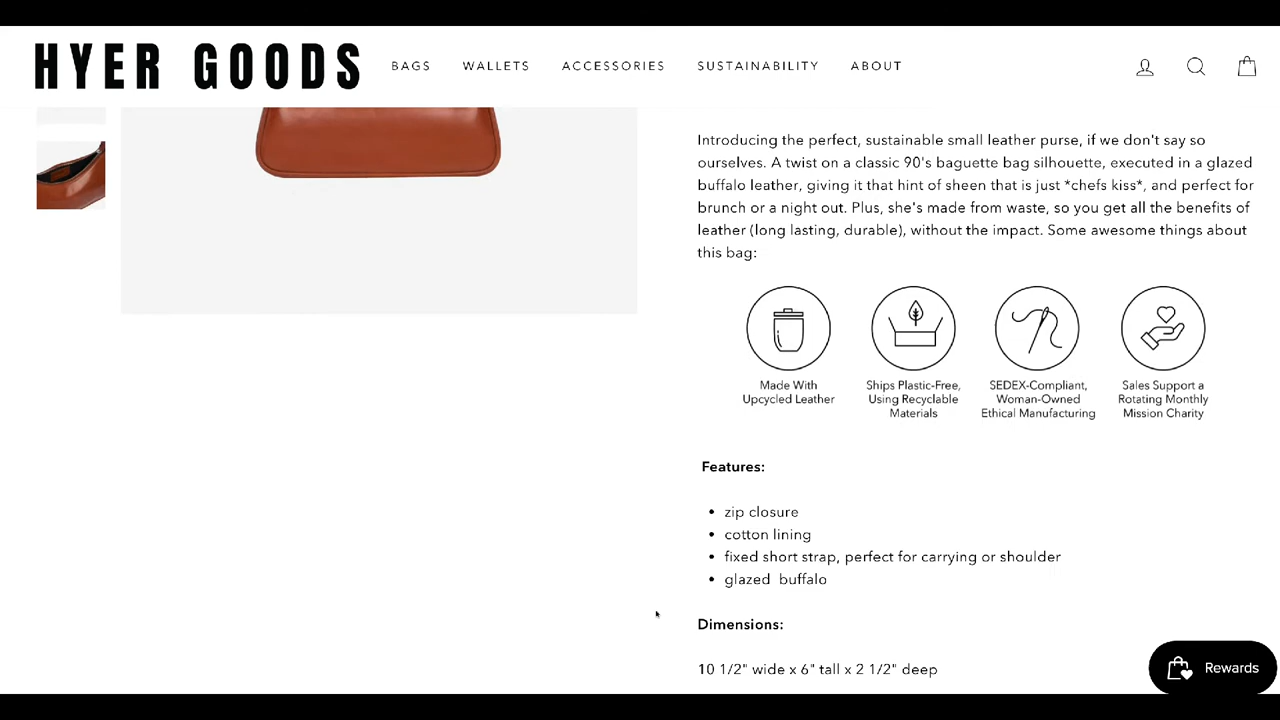 HYER GOODS
BAGS WALLETS ACCESSORIES SUSTAINABILITY ABOUT
Introducing the perfect, sustainable small leather purse, if we don't say so
ourselves. A twist on a classic 90's baguette bag silhouette, executed in a glazed
buffalo leather, giving it that hint of sheen that is just *chefs kiss*, and perfect for
brunch or a night out. Plus, she's made from waste, so you get all the benefits of
leather (long lasting, durable), without the impact. Some awesome things about
this bag:
Made With
Upcycled Leather
Ships Plastic-Free,
Using Recyclable
Materials
SEDEX-Compliant,
Woman-Owned
Ethical Manufacturing
Sales Support a
Rotating Monthly
Mission Charity
Features:
• zip closure
• cotton lining
• fixed short strap, perfect for carrying or shoulder
• glazed  buffalo
Dimensions:
10 1/2" wide x 6" tall x 2 1/2" deep
Rewards